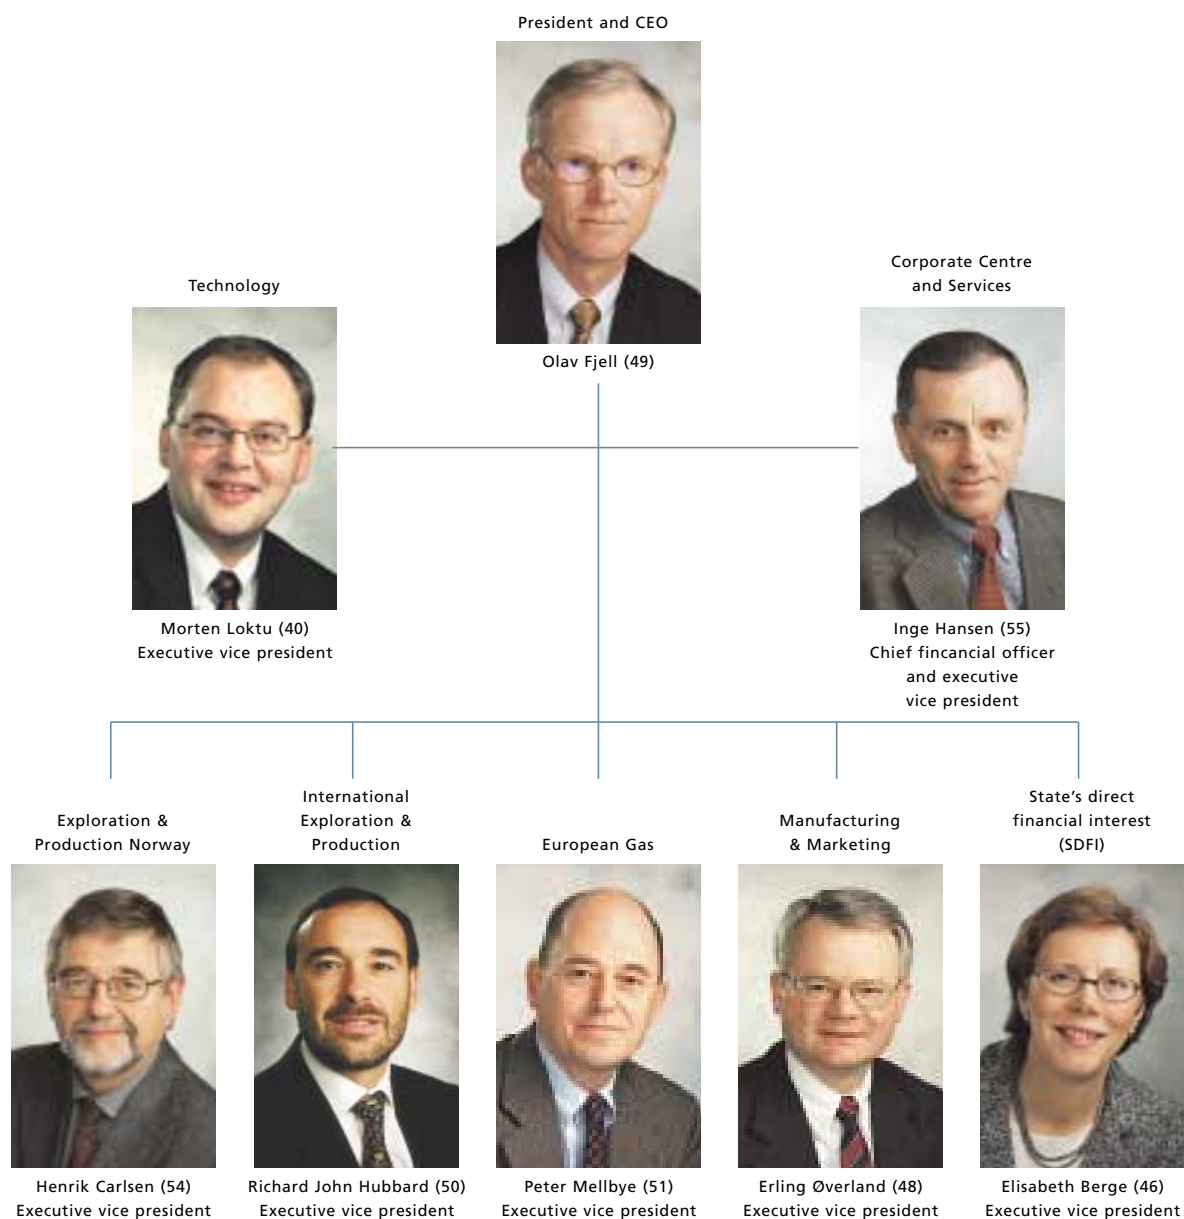 President and CEO
Olav Fjell (49)
Technology
Morten Loktu (40)
Executive vice president
Corporate Centre
and Services
Inge Hansen (55)
Chief fincancial officer
and executive
vice president
Exploration &
Production Norway
Henrik Carlsen (54)
Executive vice president
International
Exploration &
Production
Richard John Hubbard (50)
Executive vice president
European Gas
Peter Mellbye (51)
Executive vice president
Manufacturing
& Marketing
Erling Øverland (48)
Executive vice president
State’s direct
financial interest
(SDFI)
Elisabeth Berge (46)
Executive vice president